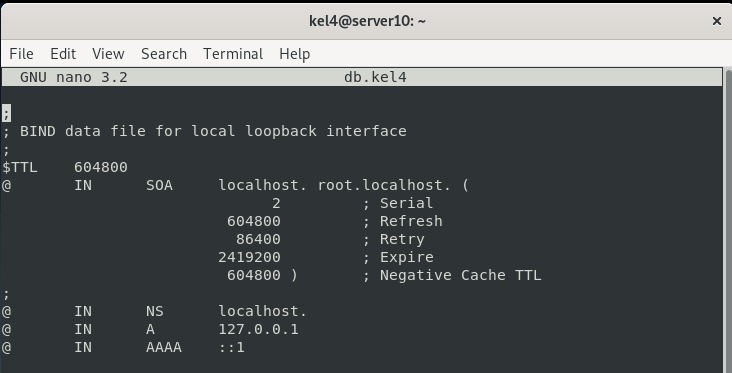 kel4@server10: ~
File Edit View Search Terminal Help
GNU nano 3.2 db.kel4
;
; BIND data file for local loopback interface
;
$TTL 604800
@ IN SOA localhost. root.localhost. (
2 ; Serial
604800 ; Refresh
86400 ; Retry
2419200 ; Expire
604800 ) ; Negative Cache TTL
;
@ IN NS localhost.
@ IN A 127.0.0.1
@ IN AAAA ::1